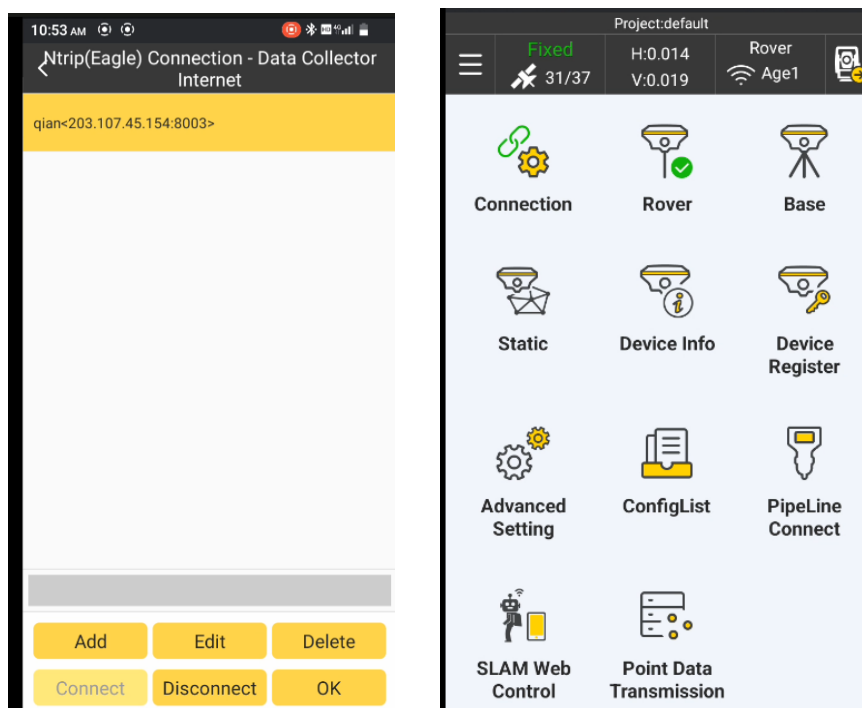 10:53 AM
Ntrip(Eagle) Connection - Data Collector
Internet
qian<203.107.45.154:8003>
Add Edit Delete
Connect Disconnect OK
Project:default
Fixed H:0.014 Rover
31/37 V:0.019 Age1
Connection Rover Base
Static Device Info Device
Register
Advanced ConfigList PipeLine
Setting Connect
SLAM Web Point Data
Control Transmission